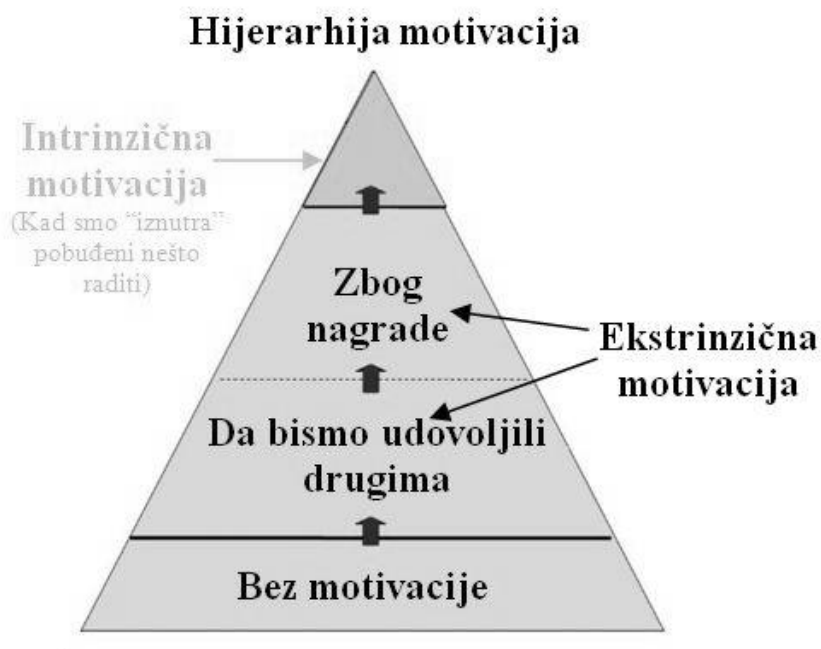 Hijerarhija motivacija
Intrinzična
motivacija
(Kad smo “iznutra”
pobuđeni nešto
raditi)
Zbog
nagrade
Ekstrinzična
motivacija
Da bismo udovoljili
drugima
Bez motivacije